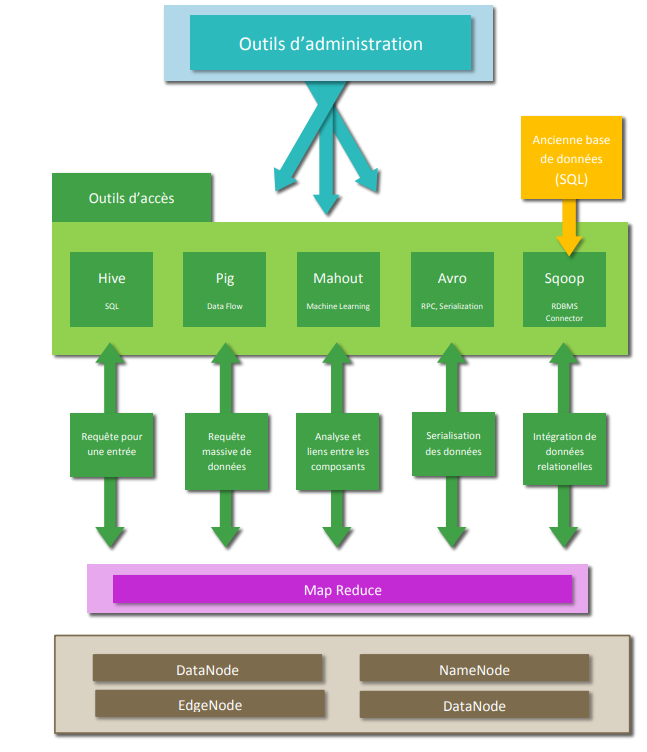 Outils d'administration
Ancienne base
de données
(SQL)
Outils d'accès
Hive
SQL
Pig
Data Flow
Mahout
Machine Learning
Avro
RPC, Serialization
Sqoop
RDBMS
Connector
Requête pour
une entrée
Requête
massive de
données
Analyse et
liens entre les
composants
Serialisation
des données
Intégration de
données
relationelles
Map Reduce
DataNode
NameNode
EdgeNode
DataNode